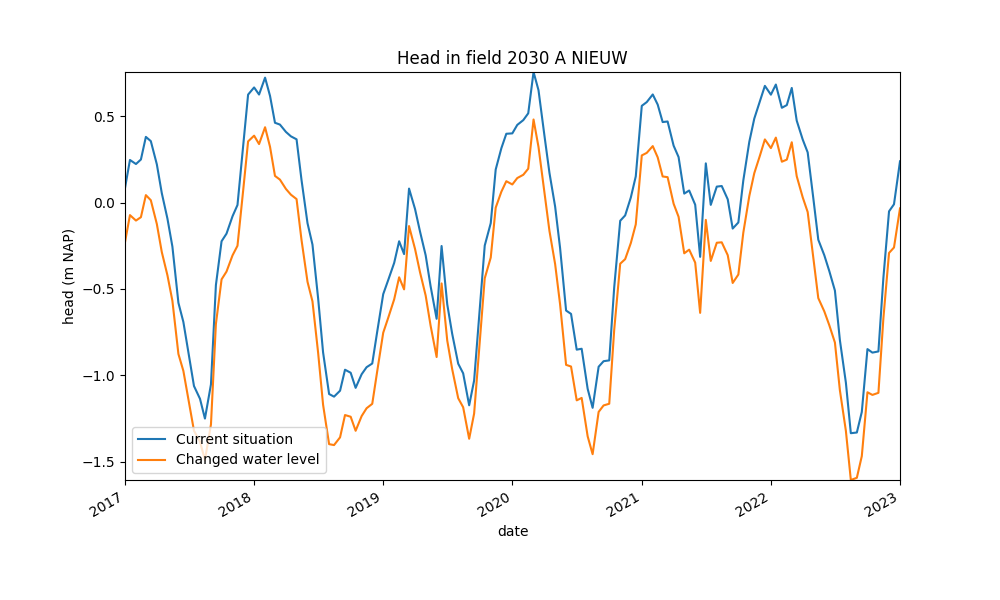 Head in field 2030 A NIEUW
head (m NAP)
0.5
0.0
−0.5
−1.0
−1.5
Current situation
Changed water level
2017
2018
2019
2020
2021
2022
2023
date